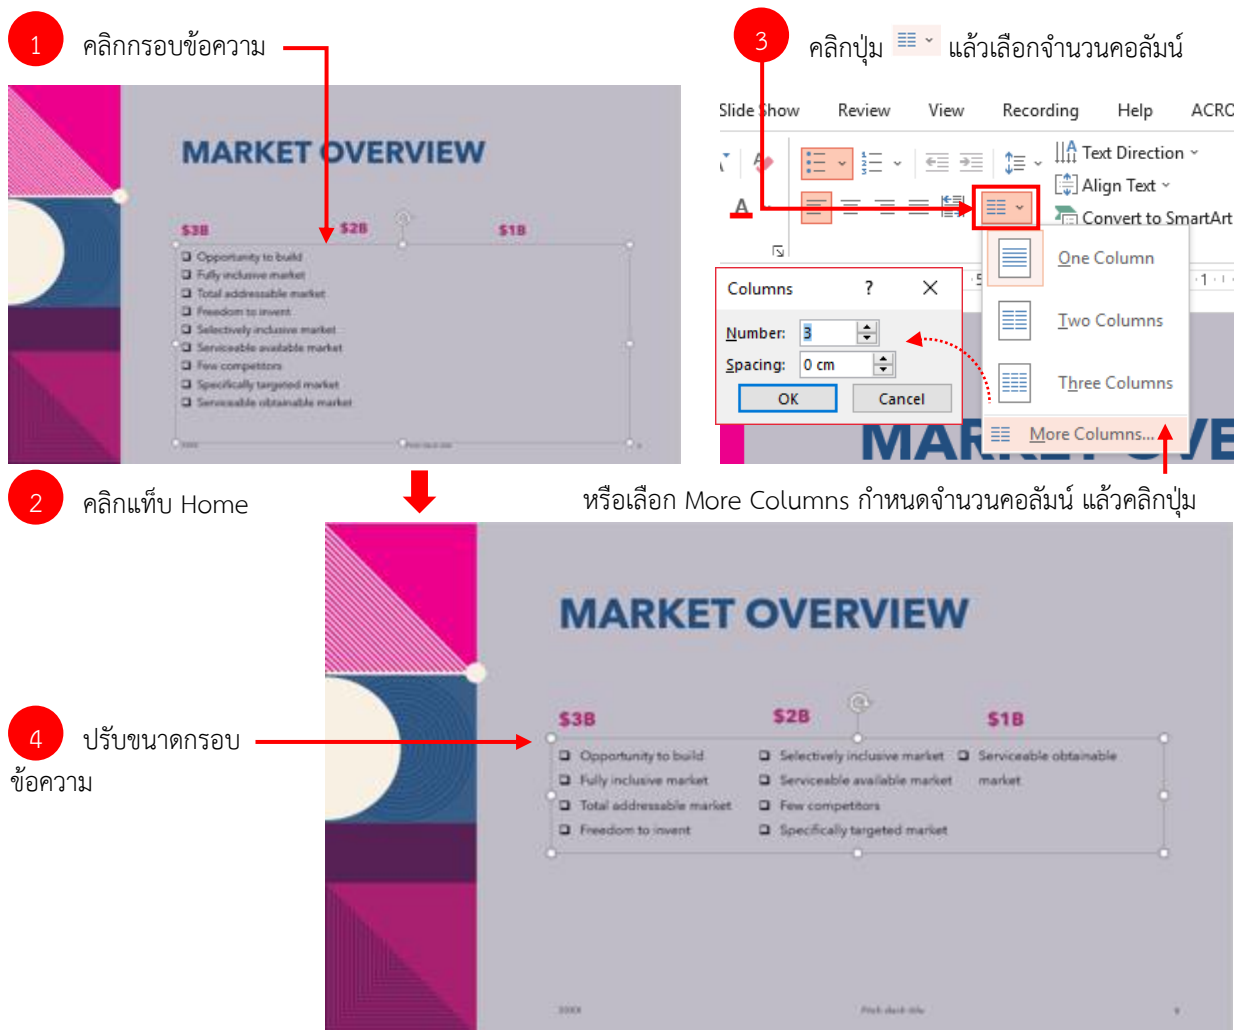 1 คลิกกรอบข้อความ
MARKET OVERVIEW
$3B $2B $1B
Opportunity to build
Fully inclusive market
Total addressable market
Freedom to invent
Selectively inclusive market
Serviceable available market
Few competitors
Specifically targeted market
Serviceable obtainable market
3 คลิกปุ่ม แล้วเลือกจำนวนคอลัมน์
Slide Show Review View Recording Help ACRO
Text Direction
Align Text
Convert to SmartArt
One Column
Two Columns
Three Columns
More Columns...
Columns ? X
Number: 3
Spacing: 0 cm
OK Cancel
MARKET OVE
หรือเลือก More Columns กำหนดจำนวนคอลัมน์ แล้วคลิกปุ่ม
2 คลิกแท็บ Home
MARKET OVERVIEW
$3B $2B $1B
Opportunity to build
Fully inclusive market
Total addressable market
Freedom to invent
Selectively inclusive market
Serviceable available market
Few competitors
Specifically targeted market
Serviceable obtainable
market
4 ปรับขนาดกรอบ
ข้อความ
Pitch deck title